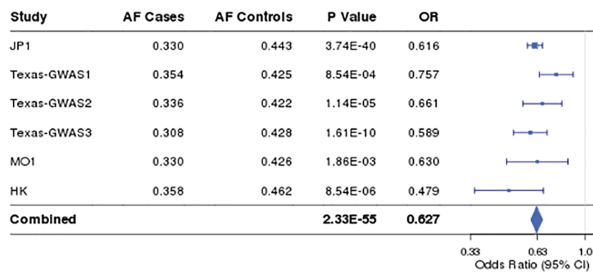 Study AF Cases AF Controls P Value OR
JP1 0.330 0.443 3.74E-40 0.616
Texas-GWAS1 0.354 0.425 8.54E-04 0.757
Texas-GWAS2 0.336 0.422 1.14E-05 0.661
Texas-GWAS3 0.308 0.428 1.61E-10 0.589
MO1 0.330 0.426 1.86E-03 0.630
HK 0.358 0.462 8.54E-06 0.479
Combined 2.33E-55 0.627
0.33 0.63 1.0
Odds Ratio (95% CI)